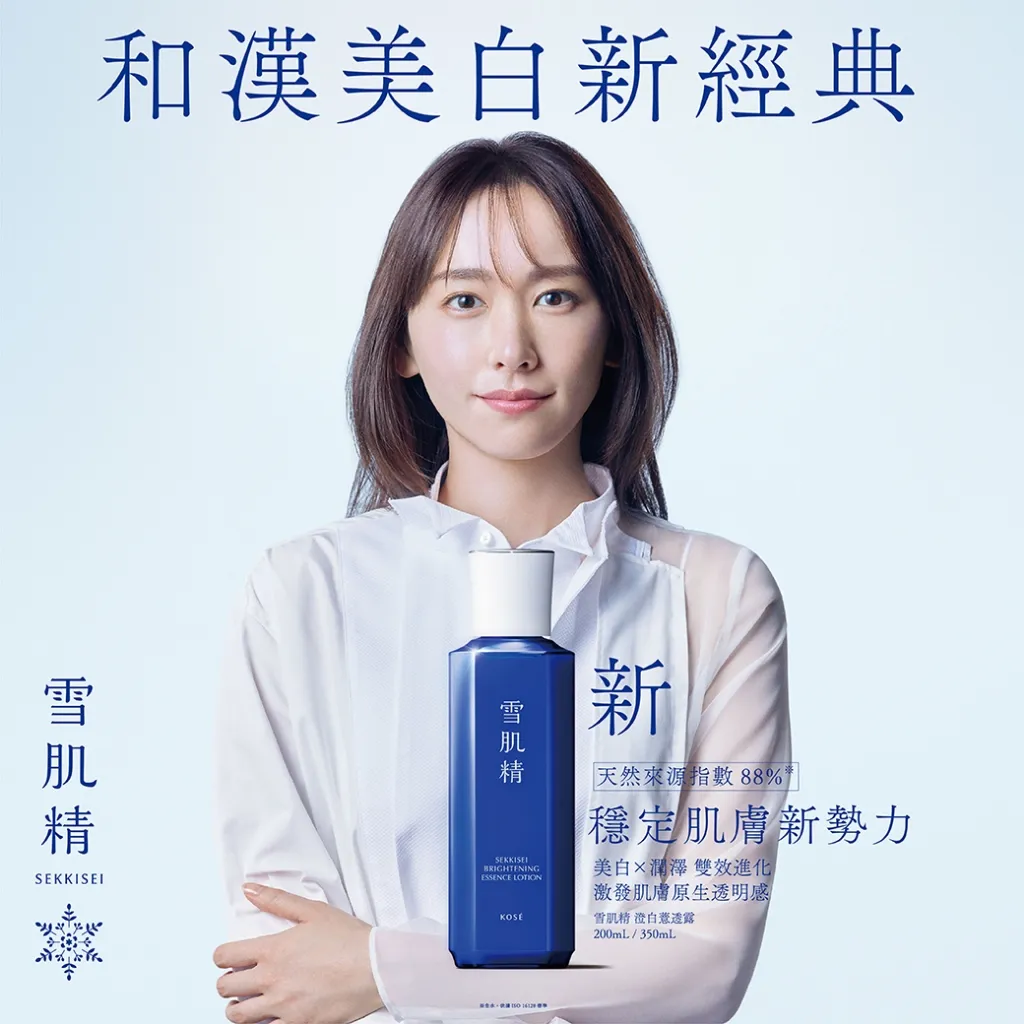 和漢美白新經典
雪肌精
SEKKISEI
雪肌精
SEKKISEI
BRIGHTENING
ESSENCE LOTION
KOSÉ
新
天然來源指數 88%※
穩定肌膚新勢力
美白×潤澤 雙效進化
激發肌膚原生透明感
雪肌精 澄白薏透露
200mL / 350mL